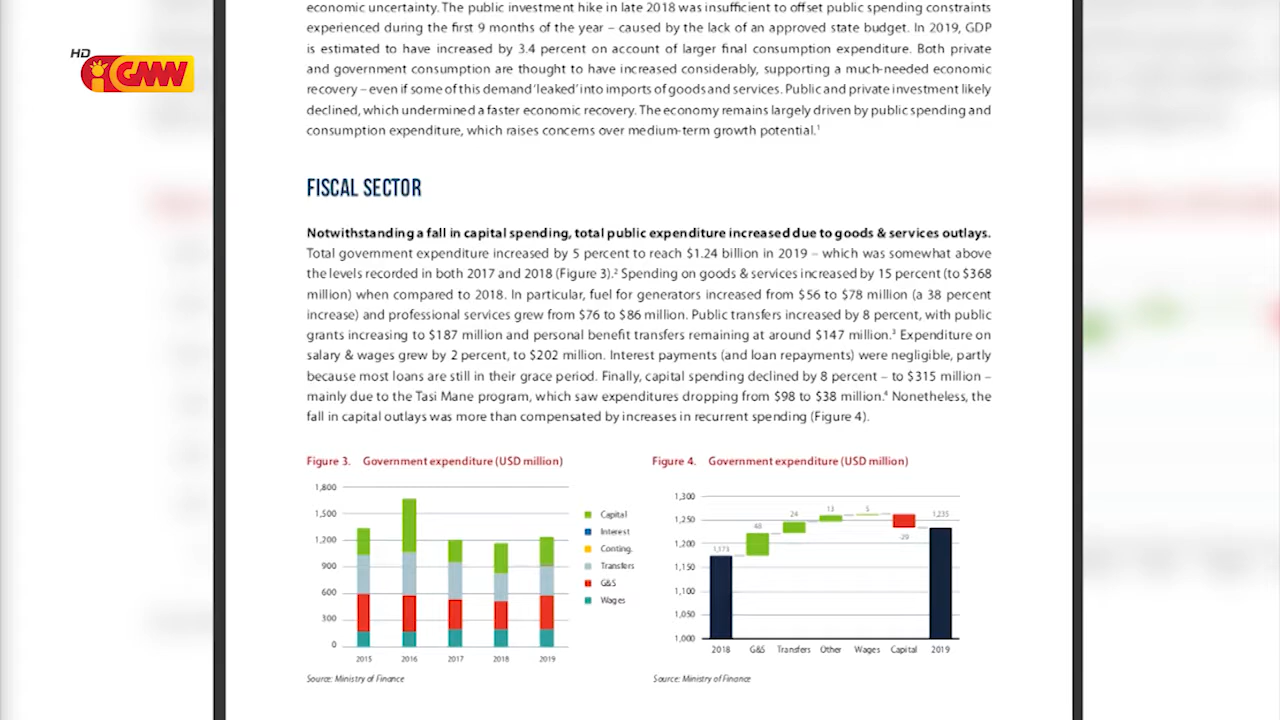 HD
GMN
economic uncertainty. The public investment hike in late 2018 was insufficient to offset public spending constraints
experienced during the first 9 months of the year – caused by the lack of an approved state budget. In 2019, GDP
is estimated to have increased by 3.4 percent on account of larger final consumption expenditure. Both private
and government consumption are thought to have increased considerably, supporting a much-needed economic
recovery – even if some of this demand 'leaked' into imports of goods and services. Public and private investment likely
declined, which undermined a faster economic recovery. The economy remains largely driven by public spending and
consumption expenditure, which raises concerns over medium-term growth potential.¹
FISCAL SECTOR
Notwithstanding a fall in capital spending, total public expenditure increased due to goods & services outlays.
Total government expenditure increased by 5 percent to reach $1.24 billion in 2019 – which was somewhat above
the levels recorded in both 2017 and 2018 (Figure 3).² Spending on goods & services increased by 15 percent (to $368
million) when compared to 2018. In particular, fuel for generators increased from $56 to $78 million (a 38 percent
increase) and professional services grew from $76 to $86 million. Public transfers increased by 8 percent, with public
grants increasing to $187 million and personal benefit transfers remaining at around $147 million.³ Expenditure on
salary & wages grew by 2 percent, to $202 million. Interest payments (and loan repayments) were negligible, partly
because most loans are still in their grace period. Finally, capital spending declined by 8 percent – to $315 million –
mainly due to the Tasi Mane program, which saw expenditures dropping from $98 to $38 million.⁴ Nonetheless, the
fall in capital outlays was more than compensated by increases in recurrent spending (Figure 4).
Figure 3. Government expenditure (USD million)
1,800
1,500
1,200
900
600
300
0
2015 2016 2017 2018 2019
Capital
Interest
Conting.
Transfers
G&S
Wages
Source: Ministry of Finance
Figure 4. Government expenditure (USD million)
1,300
1,250
1,200
1,150
1,100
1,050
1,000
1,173 48 24 13 5 -29 1,235
2018 G&S Transfers Other Wages Capital 2019
Source: Ministry of Finance